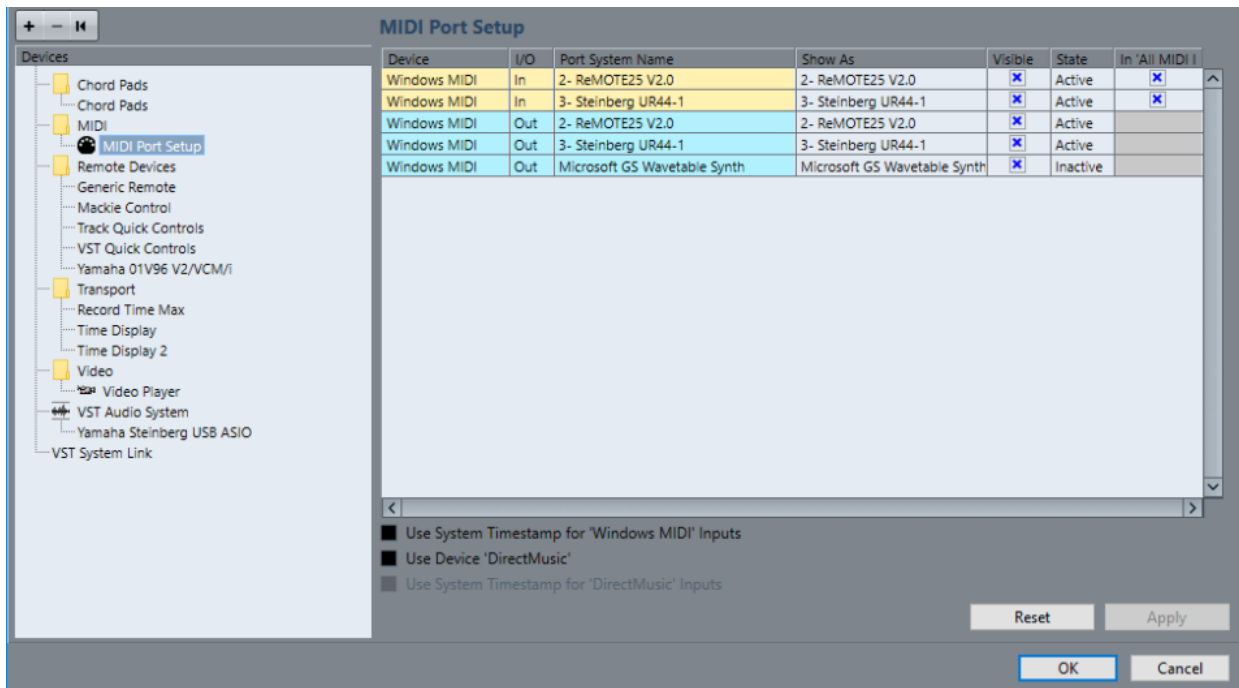 + − I◀
MIDI Port Setup
Devices
Chord Pads
Chord Pads
MIDI
MIDI Port Setup
Remote Devices
Generic Remote
Mackie Control
Track Quick Controls
VST Quick Controls
Yamaha 01V96 V2/VCM/i
Transport
Record Time Max
Time Display
Time Display 2
Video
Video Player
VST Audio System
Yamaha Steinberg USB ASIO
VST System Link
Device I/O Port System Name Show As Visible State In 'All MIDI I
Windows MIDI In 2- ReMOTE25 V2.0 2- ReMOTE25 V2.0 Active
Windows MIDI In 3- Steinberg UR44-1 3- Steinberg UR44-1 Active
Windows MIDI Out 2- ReMOTE25 V2.0 2- ReMOTE25 V2.0 Active
Windows MIDI Out 3- Steinberg UR44-1 3- Steinberg UR44-1 Active
Windows MIDI Out Microsoft GS Wavetable Synth Microsoft GS Wavetable Synth Inactive
Use System Timestamp for 'Windows MIDI' Inputs
Use Device 'DirectMusic'
Use System Timestamp for 'DirectMusic' Inputs
Reset Apply
OK Cancel